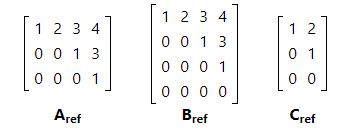 1 2 3 4
0 0 1 3
0 0 0 1
A_ref
1 2 3 4
0 0 1 3
0 0 0 1
0 0 0 0
B_ref
1 2
0 1
0 0
C_ref